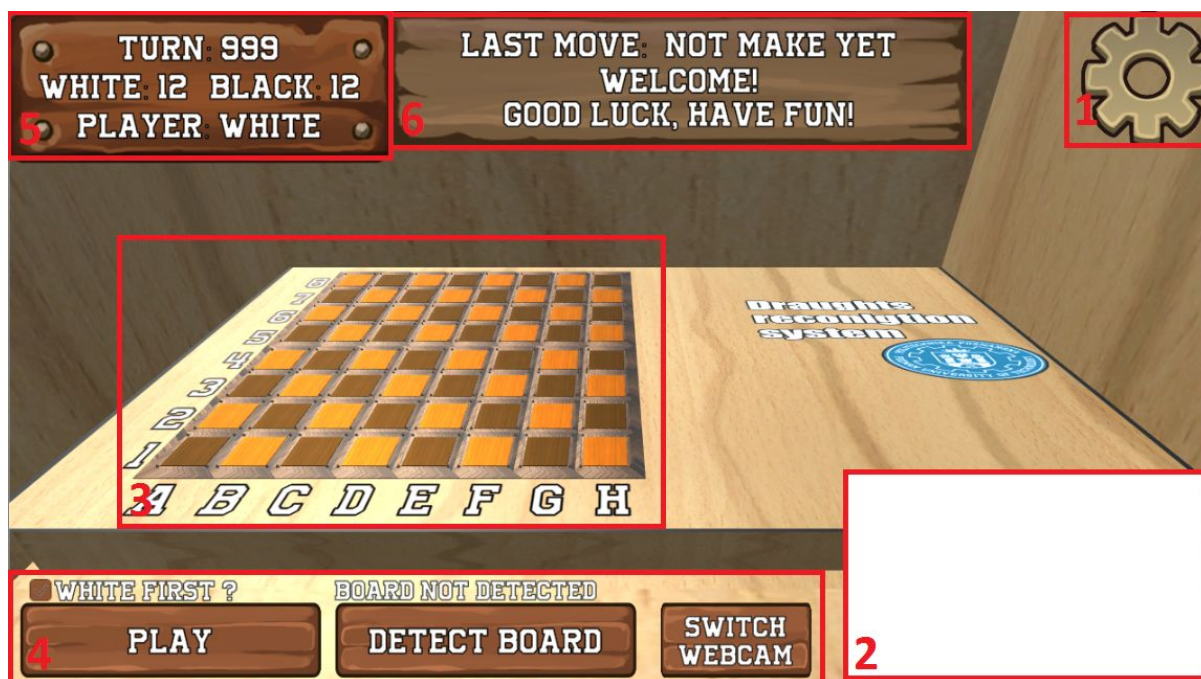 TURN: 999
WHITE: 12 BLACK: 12
PLAYER: WHITE
5
LAST MOVE: NOT MAKE YET
WELCOME!
GOOD LUCK, HAVE FUN!
6
1
8
7
6
5
4
3
2
1
A B C D E F G H
3
Draughts
reconigtion
system
2
WHITE FIRST ?
BOARD NOT DETECTED
4
PLAY
DETECT BOARD
SWITCH
WEBCAM